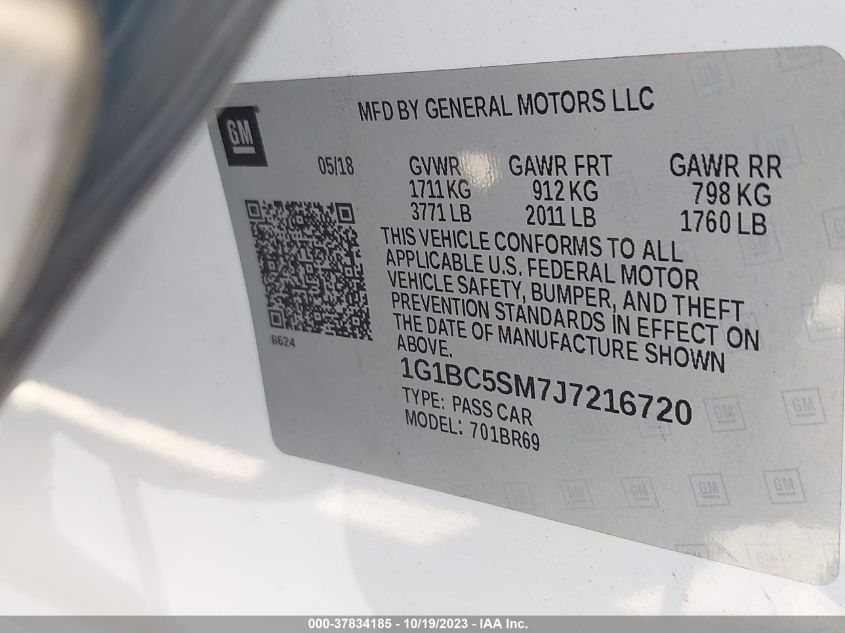 GM
MFD BY GENERAL MOTORS LLC
05/18 GVWR GAWR FRT GAWR RR
1711 KG 912 KG 798 KG
3771 LB 2011 LB 1760 LB
THIS VEHICLE CONFORMS TO ALL
APPLICABLE U.S. FEDERAL MOTOR
VEHICLE SAFETY, BUMPER, AND THEFT
PREVENTION STANDARDS IN EFFECT ON
THE DATE OF MANUFACTURE SHOWN
ABOVE.
8624
1G1BC5SM7J7216720
TYPE: PASS CAR
MODEL: 701BR69
000-37834185 - 10/19/2023 - IAA Inc.